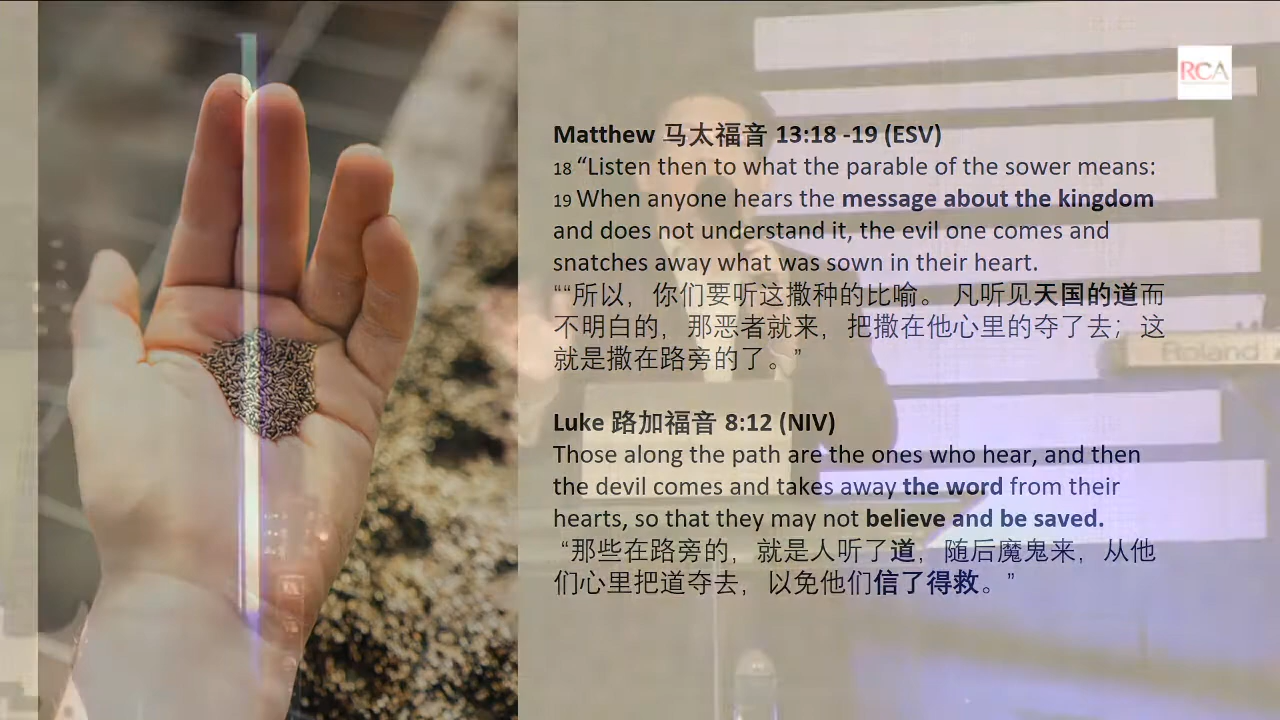 RCA
Matthew 马太福音 13:18 -19 (ESV)
18 “Listen then to what the parable of the sower means:
19 When anyone hears the message about the kingdom
and does not understand it, the evil one comes and
snatches away what was sown in their heart.
““所以，你们要听这撒种的比喻。 凡听见天国的道而
不明白的，那恶者就来，把撒在他心里的夺了去；这
就是撒在路旁的了。”
Roland
Luke 路加福音 8:12 (NIV)
Those along the path are the ones who hear, and then
the devil comes and takes away the word from their
hearts, so that they may not believe and be saved.
“那些在路旁的，就是人听了道，随后魔鬼来，从他
们心里把道夺去，以免他们信了得救。”